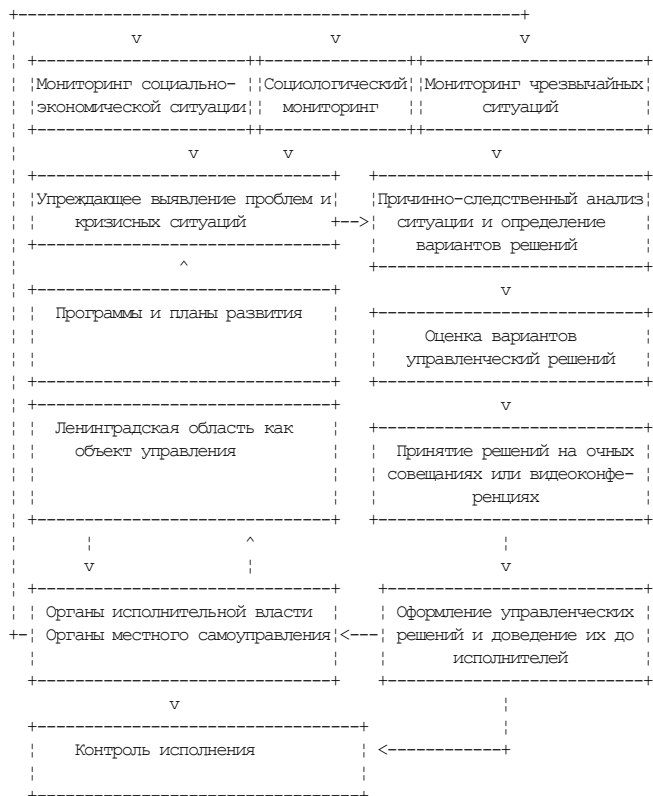 Мониторинг социально- Социологический Мониторинг чрезвычайных
экономической ситуации мониторинг ситуаций
Упреждающее выявление проблем и Причинно-следственный анализ
кризисных ситуаций ситуации и определение
вариантов решений
Программы и планы развития
Оценка вариантов
управленческий решений
Ленинградская область как
объект управления
Принятие решений на очных
совещаниях или видеоконфе-
ренциях
Органы исполнительной власти Оформление управленческих
Органы местного самоуправления решений и доведение их до
исполнителей
Контроль исполнения